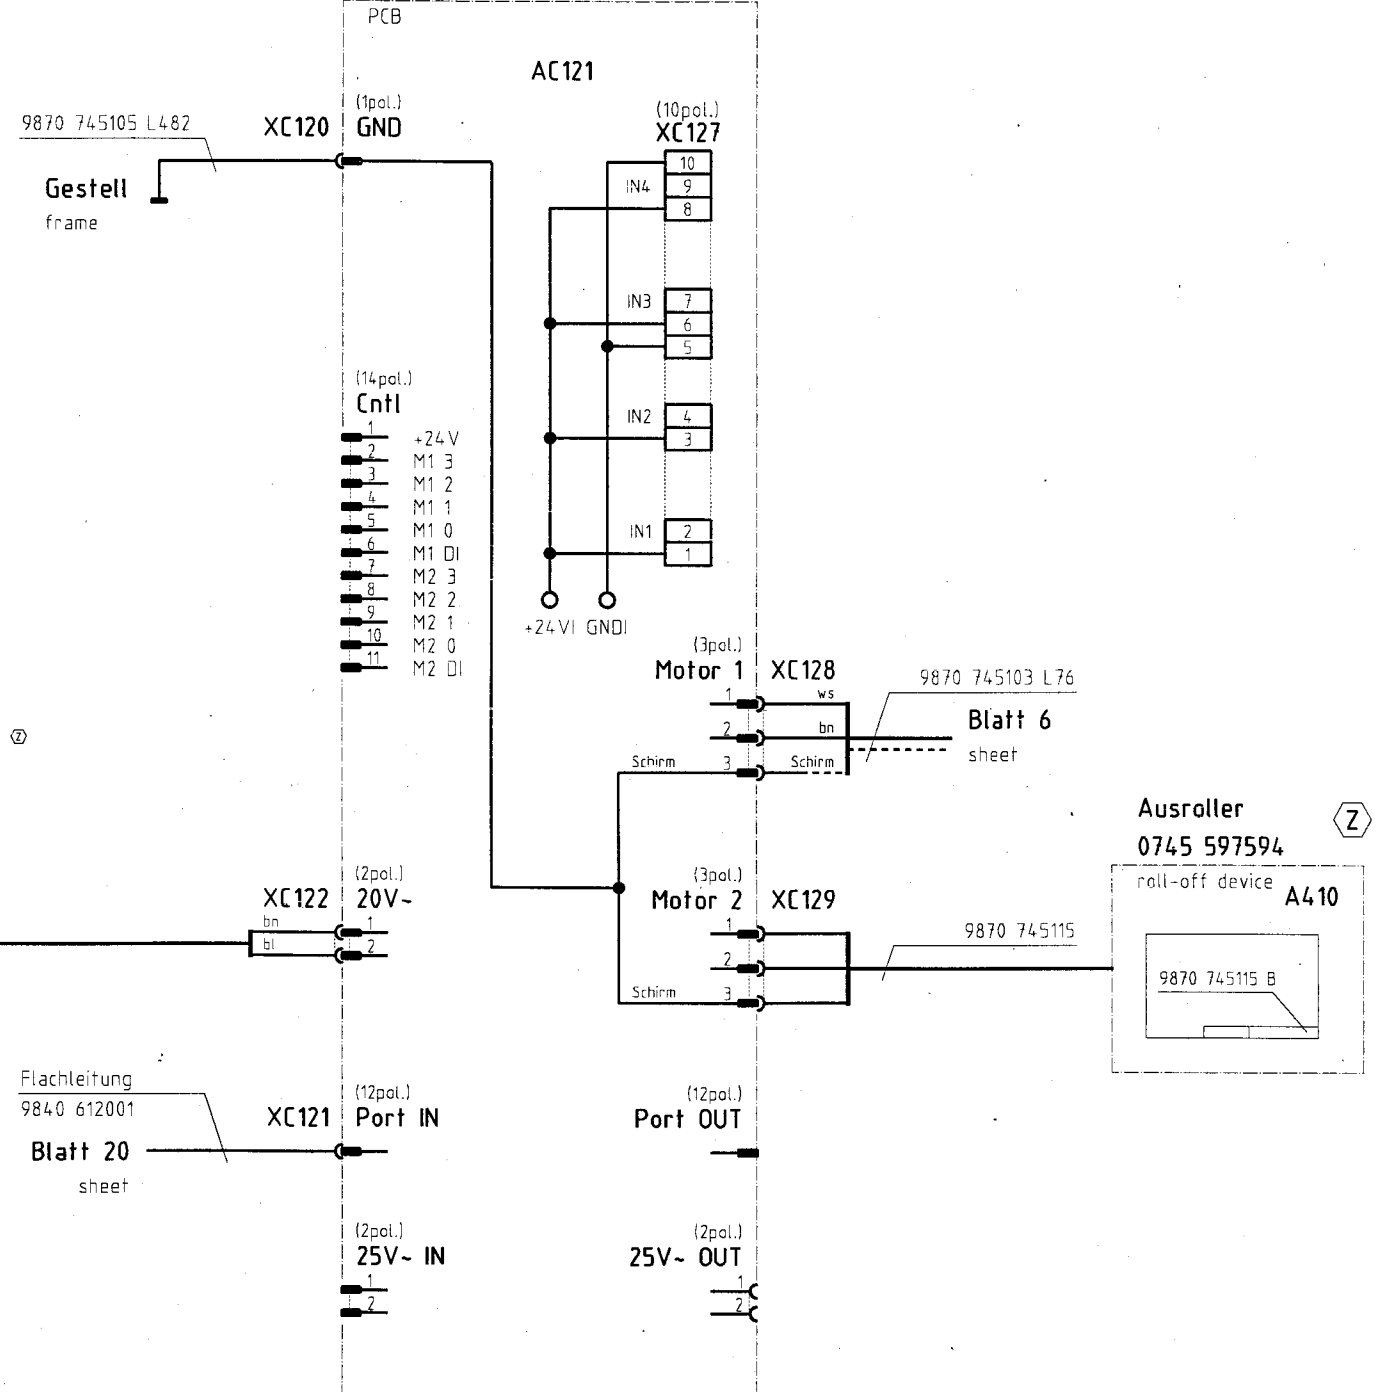 PCB
AC121
(1pol.)
9870 745105 L482
XC120 GND
Gestell
frame
(10pol.)
XC127
10
IN4 9
8
IN3 7
6
5
IN2 4
3
IN1 2
1
+24VI GNDI
(14pol.)
Cntl
1 +24V
2 M1 3
3 M1 2
4 M1 1
5 M1 0
6 M1 DI
7 M2 3
8 M2 2
9 M2 1
10 M2 0
11 M2 DI
(3pol.)
Motor 1 XC128
1 ws
2 bn
Schirm 3 Schirm
9870 745103 L76
Blatt 6
sheet
Z
Ausroller
0745 597594
Z
roll-off device A410
9870 745115 B
(2pol.)
XC122 20V~
bn 1
bl 2
(3pol.)
Motor 2 XC129
1
2
Schirm 3
9870 745115
Flachleitung
9840 612001
(12pol.)
XC121 Port IN
Blatt 20
sheet
(12pol.)
Port OUT
(2pol.)
25V~ IN
1
2
(2pol.)
25V~ OUT
1
2